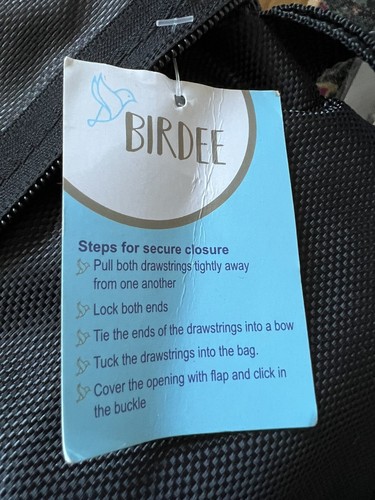 BIRDEE
Steps for secure closure
Pull both drawstrings tightly away
from one another
Lock both ends
Tie the ends of the drawstrings into a bow
Tuck the drawstrings into the bag.
Cover the opening with flap and click in
the buckle